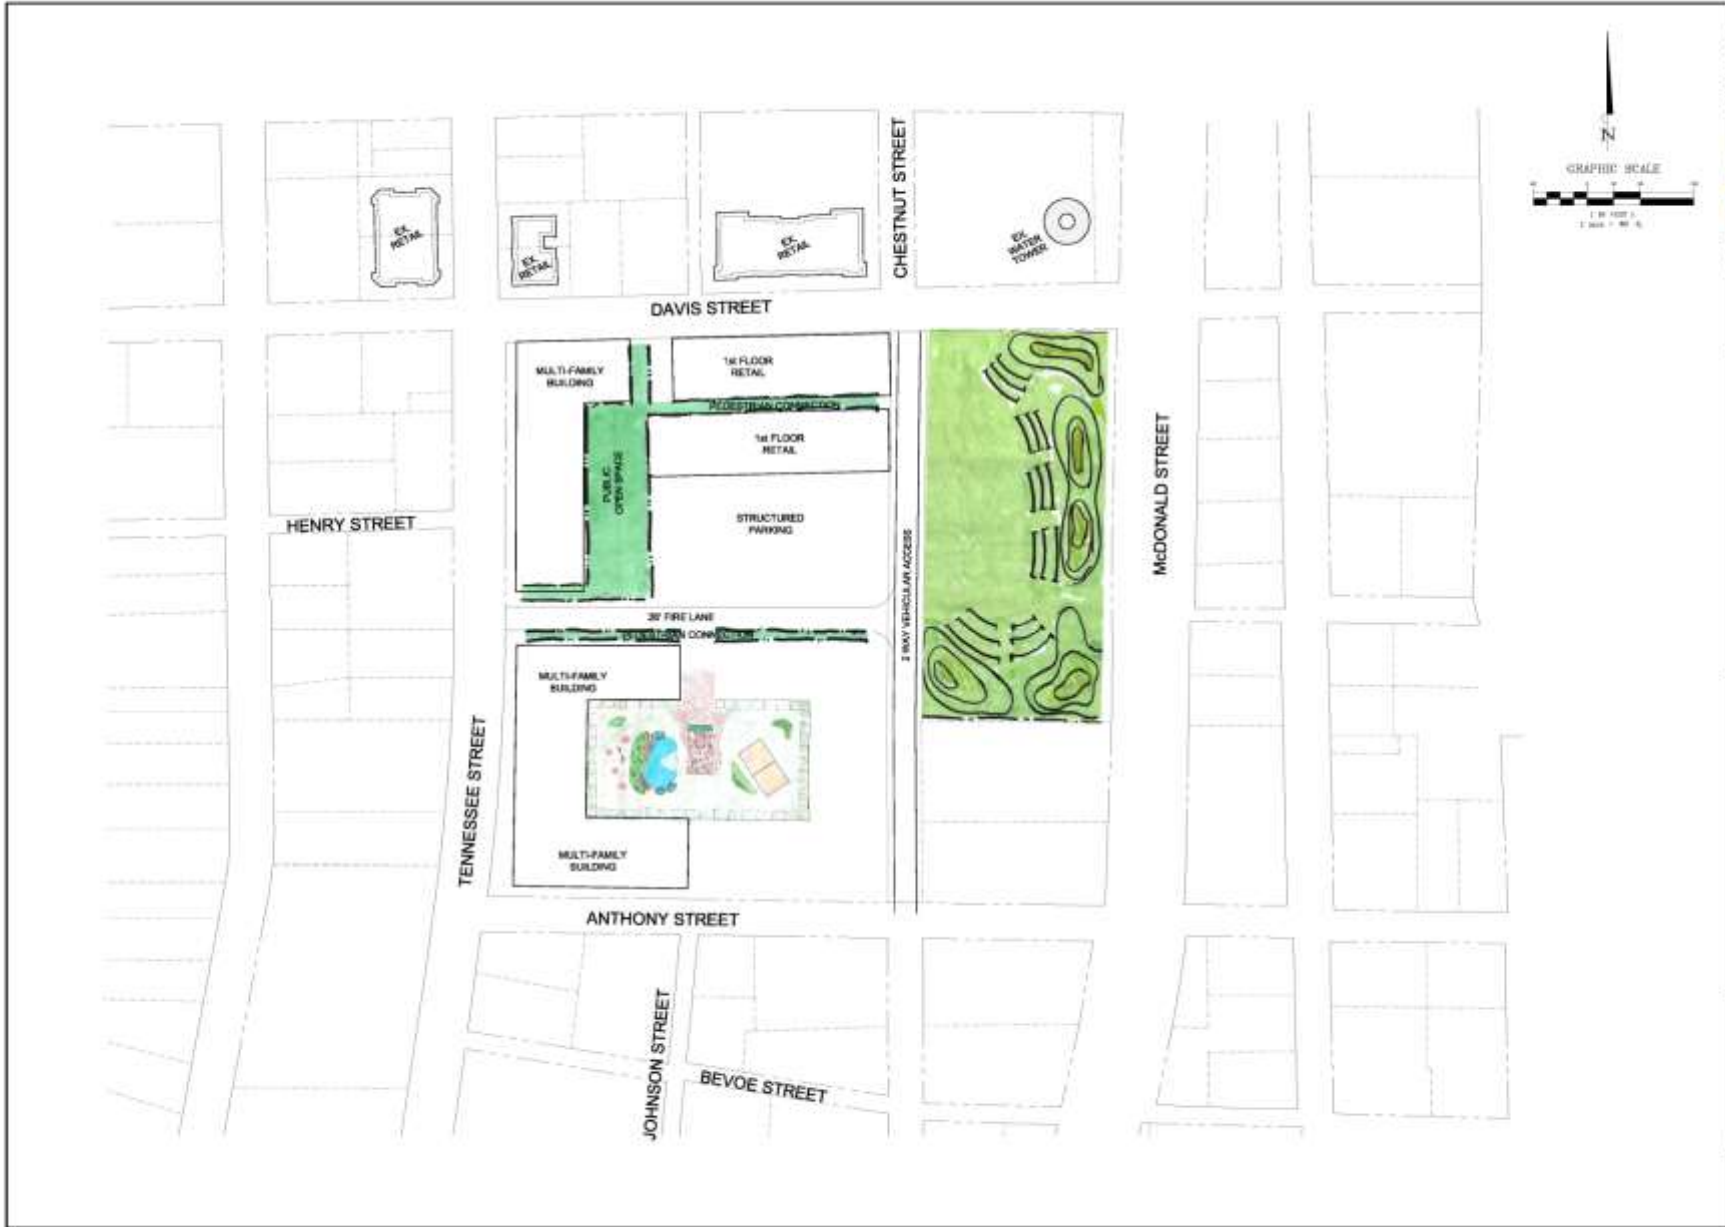 N
GRAPHIC SCALE
CHESTNUT STREET
EX.
RETAIL
EX.
RETAIL
EX.
RETAIL
EX.
WATER
TOWER
DAVIS STREET
MULTI-FAMILY
BUILDING
1st FLOOR
RETAIL
PEDESTRIAN CONNECTION
1st FLOOR
RETAIL
PUBLIC
OPEN SPACE
STRUCTURED
PARKING
HENRY STREET
McDONALD STREET
2 WAY VEHICULAR ACCESS
26' FIRE LANE
PEDESTRIAN CONNECTION
MULTI-FAMILY
BUILDING
TENNESSEE STREET
MULTI-FAMILY
BUILDING
ANTHONY STREET
JOHNSON STREET
BEVOE STREET